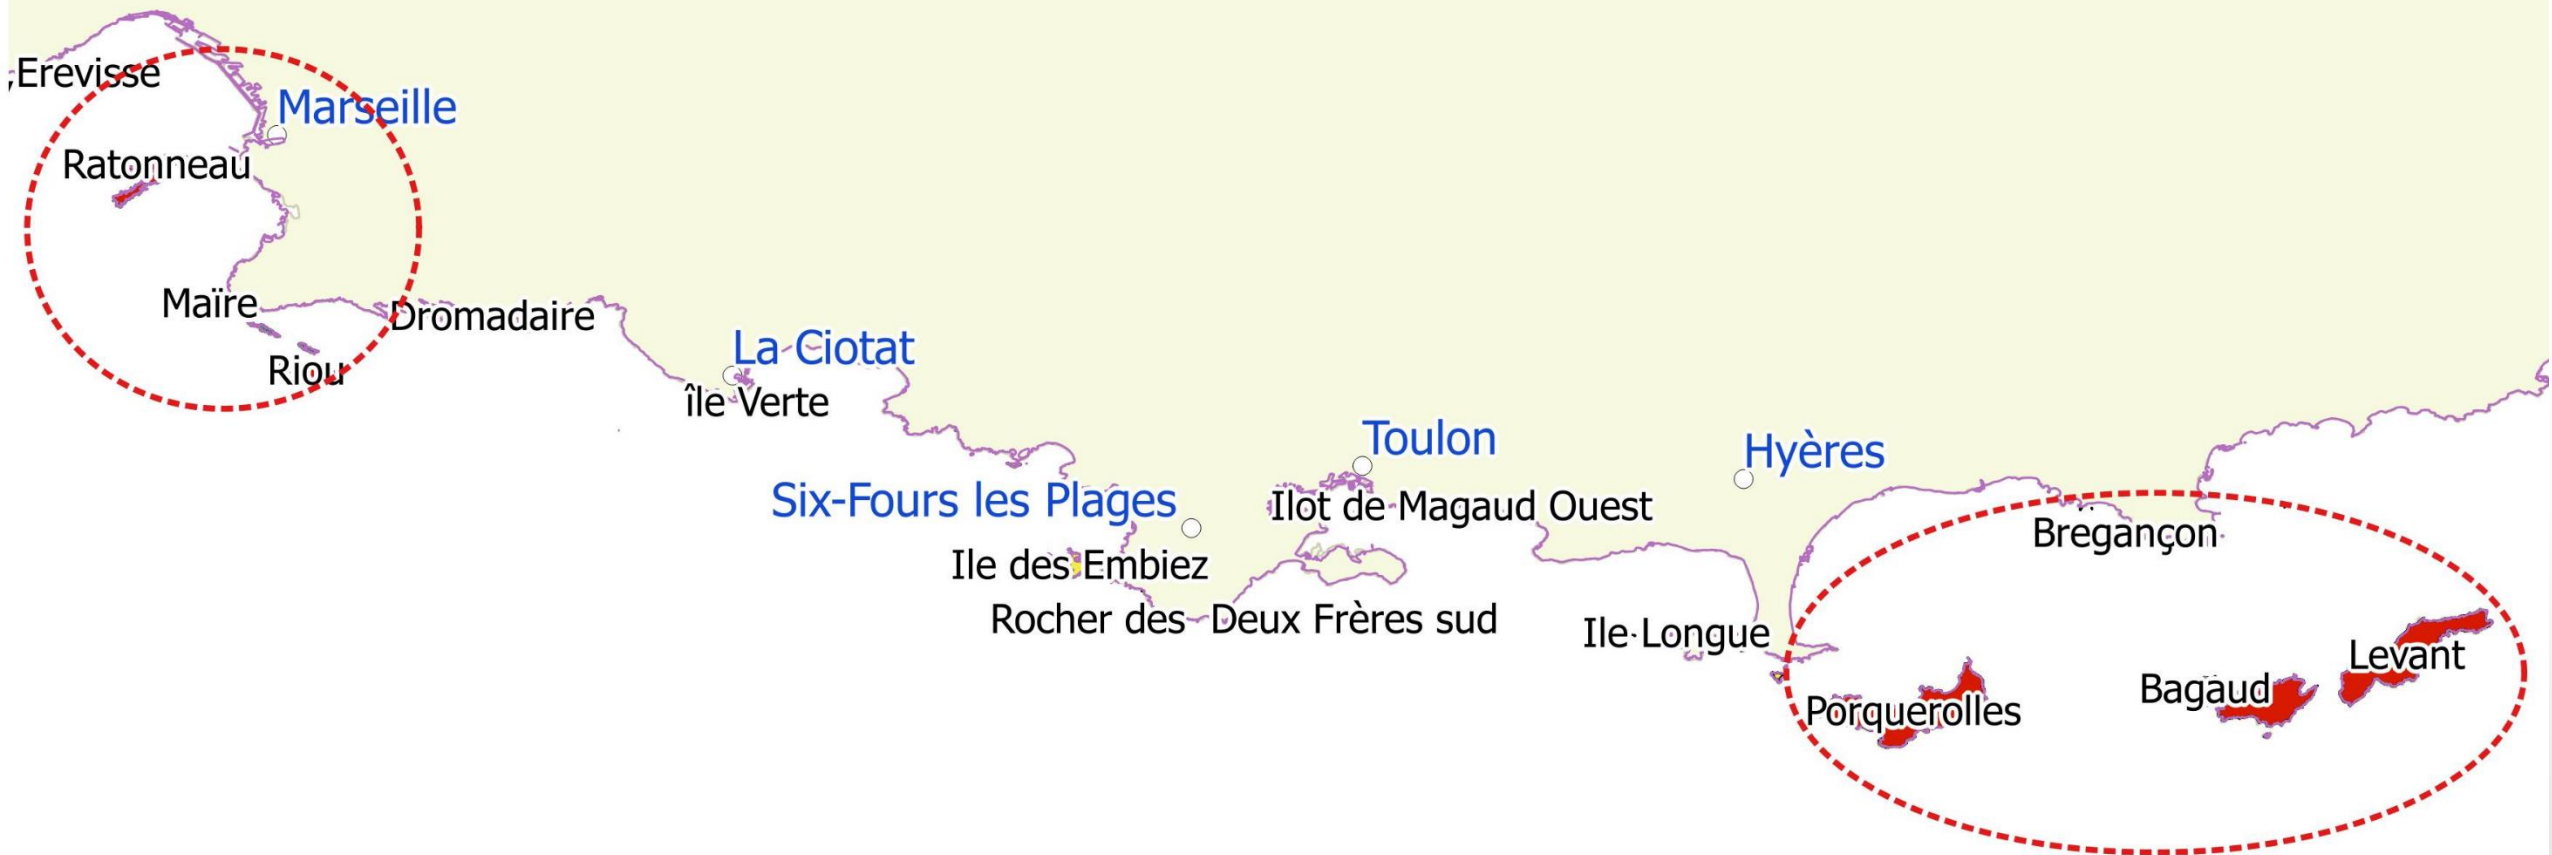 Erevisse
Marseille
Ratonneau
Maïre
Dromadaire
Riou
La Ciotat
île Verte
Toulon
Hyères
Six-Fours les Plages
Ilot de Magaud Ouest
Bregançon
Ile des Embiez
Rocher des Deux Frères sud
Ile Longue
Levant
Bagaud
Porquerolles